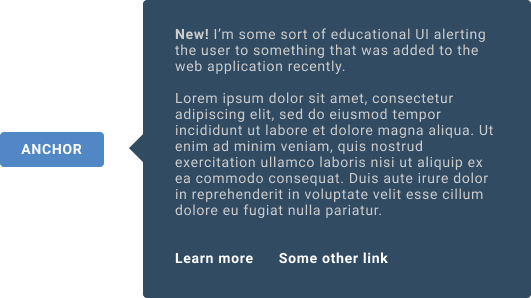 New! I'm some sort of educational UI alerting
the user to something that was added to the
web application recently.
Lorem ipsum dolor sit amet, consectetur
adipiscing elit, sed do eiusmod tempor
incididunt ut labore et dolore magna aliqua. Ut
enim ad minim veniam, quis nostrud
exercitation ullamco laboris nisi ut aliquip ex
ea commodo consequat. Duis aute irure dolor
in reprehenderit in voluptate velit esse cillum
dolore eu fugiat nulla pariatur.
ANCHOR
Learn more
Some other link